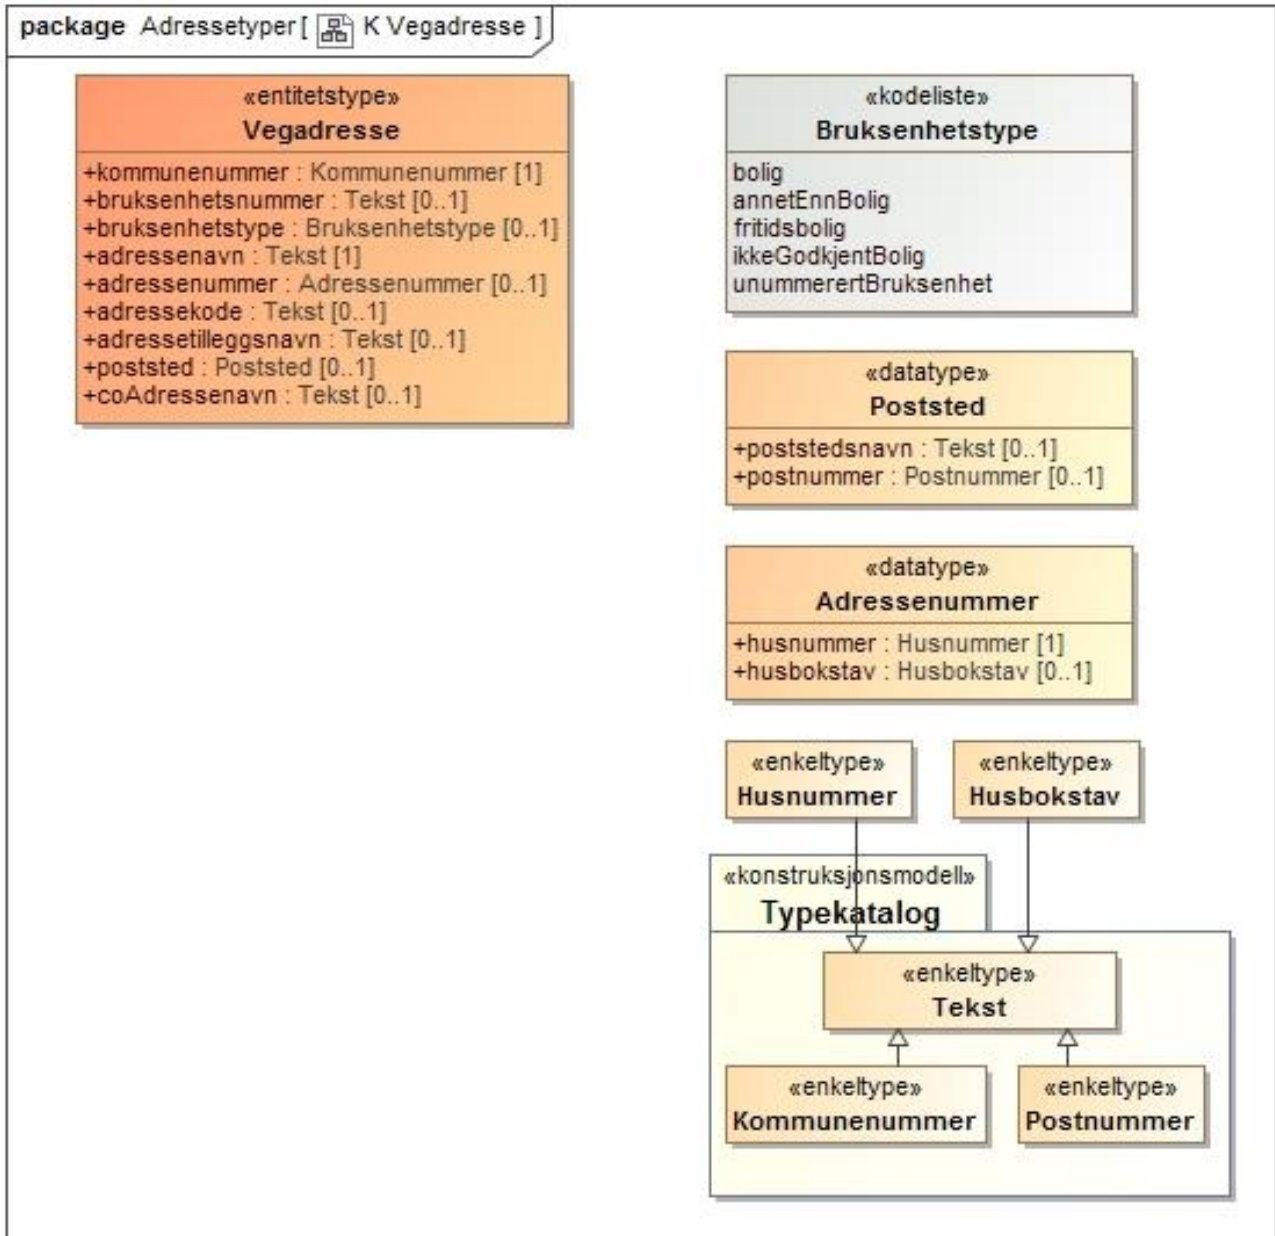 package Adressetyper [ K Vegadresse ]
«entitetstype»
Vegadresse
+kommunenummer : Kommunenummer [1]
+bruksenhetsnummer : Tekst [0..1]
+bruksenhetstype : Bruksenhetstype [0..1]
+adressenavn : Tekst [1]
+adressenummer : Adressenummer [0..1]
+adressekode : Tekst [0..1]
+adressetilleggsnavn : Tekst [0..1]
+poststed : Poststed [0..1]
+coAdressenavn : Tekst [0..1]
«kodeliste»
Bruksenhetstype
bolig
annetEnnBolig
fritidsbolig
ikkeGodkjentBolig
unummerertBruksenhet
«datatype»
Poststed
+poststedsnavn : Tekst [0..1]
+postnummer : Postnummer [0..1]
«datatype»
Adressenummer
+husnummer : Husnummer [1]
+husbokstav : Husbokstav [0..1]
«enkeltype»
Husnummer
«enkeltype»
Husbokstav
«konstruksjonsmodell»
Typekatalog
«enkeltype»
Tekst
«enkeltype»
Kommunenummer
«enkeltype»
Postnummer